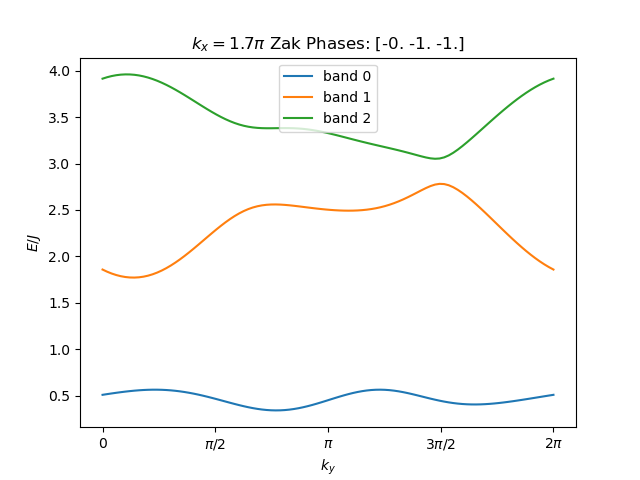 $k_x = 1.7\pi$ Zak Phases: [-0. -1. -1.]
band 0
band 1
band 2
4.0
3.5
3.0
2.5
2.0
1.5
1.0
0.5
E/J
0 π/2 π 3π/2 2π
$k_y$